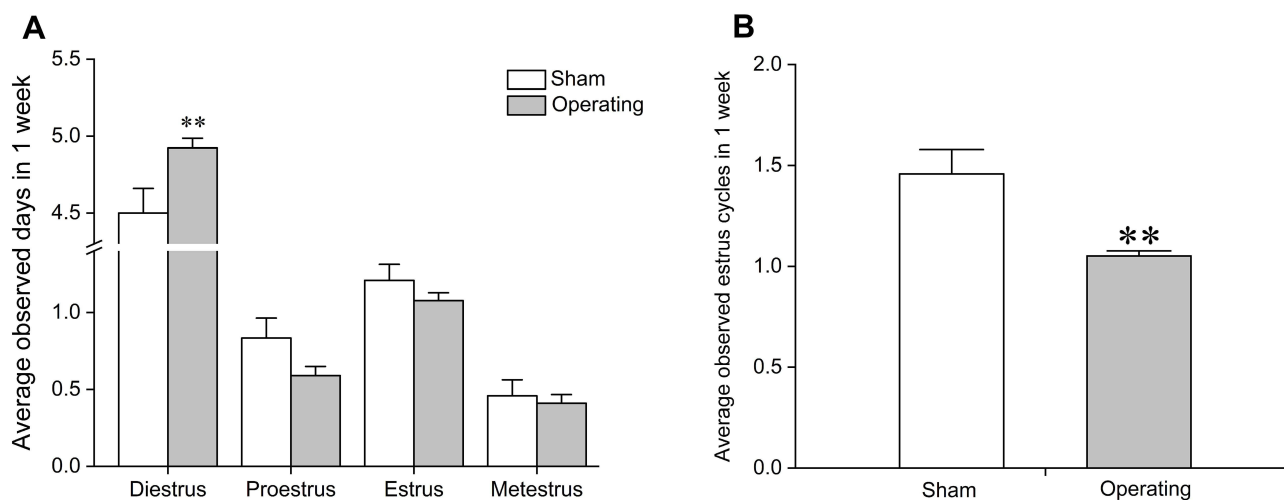 A
Average observed days in 1 week
5.5
5.0
4.5
1.0
0.5
0.0
**
Sham
Operating
Diestrus
Proestrus
Estrus
Metestrus
B
Average observed estrus cycles in 1 week
2.0
1.5
1.0
0.5
0.0
**
Sham
Operating